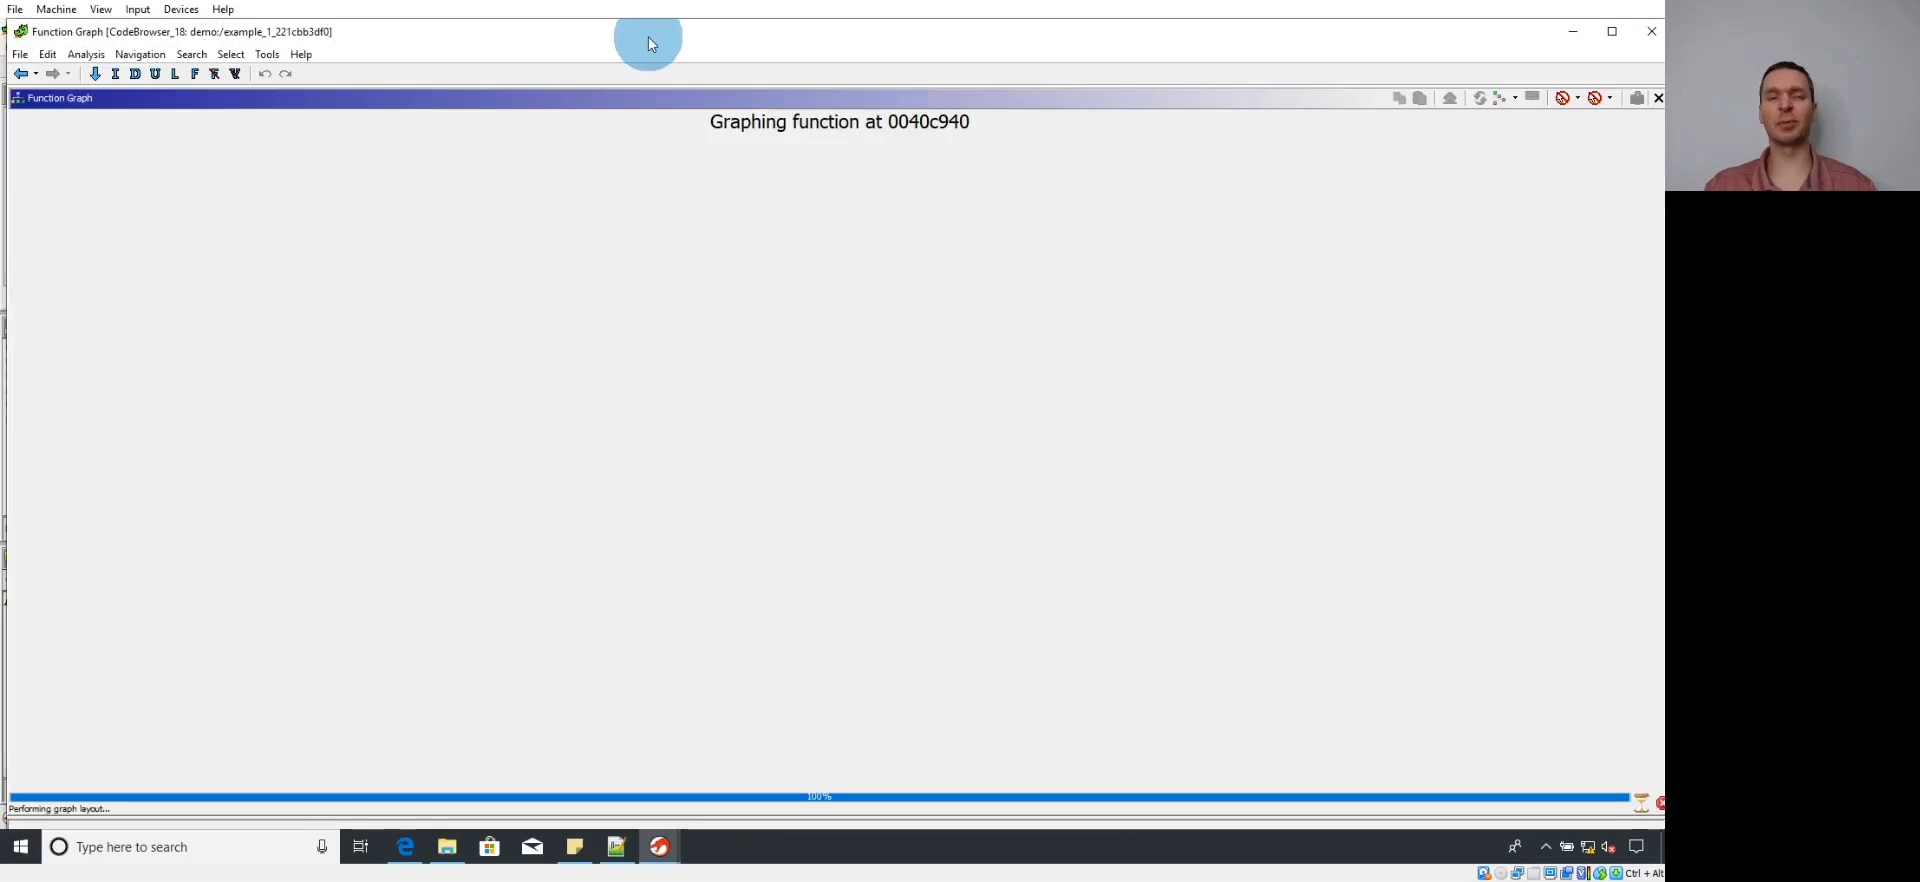 File Machine View Input Devices Help
Function Graph [CodeBrowser_18: demo:/example_1_221cbb3df0]
File Edit Analysis Navigation Search Select Tools Help
I D U L F
Function Graph
Graphing function at 0040c940
100%
Performing graph layout...
Type here to search
Ctrl + Alt